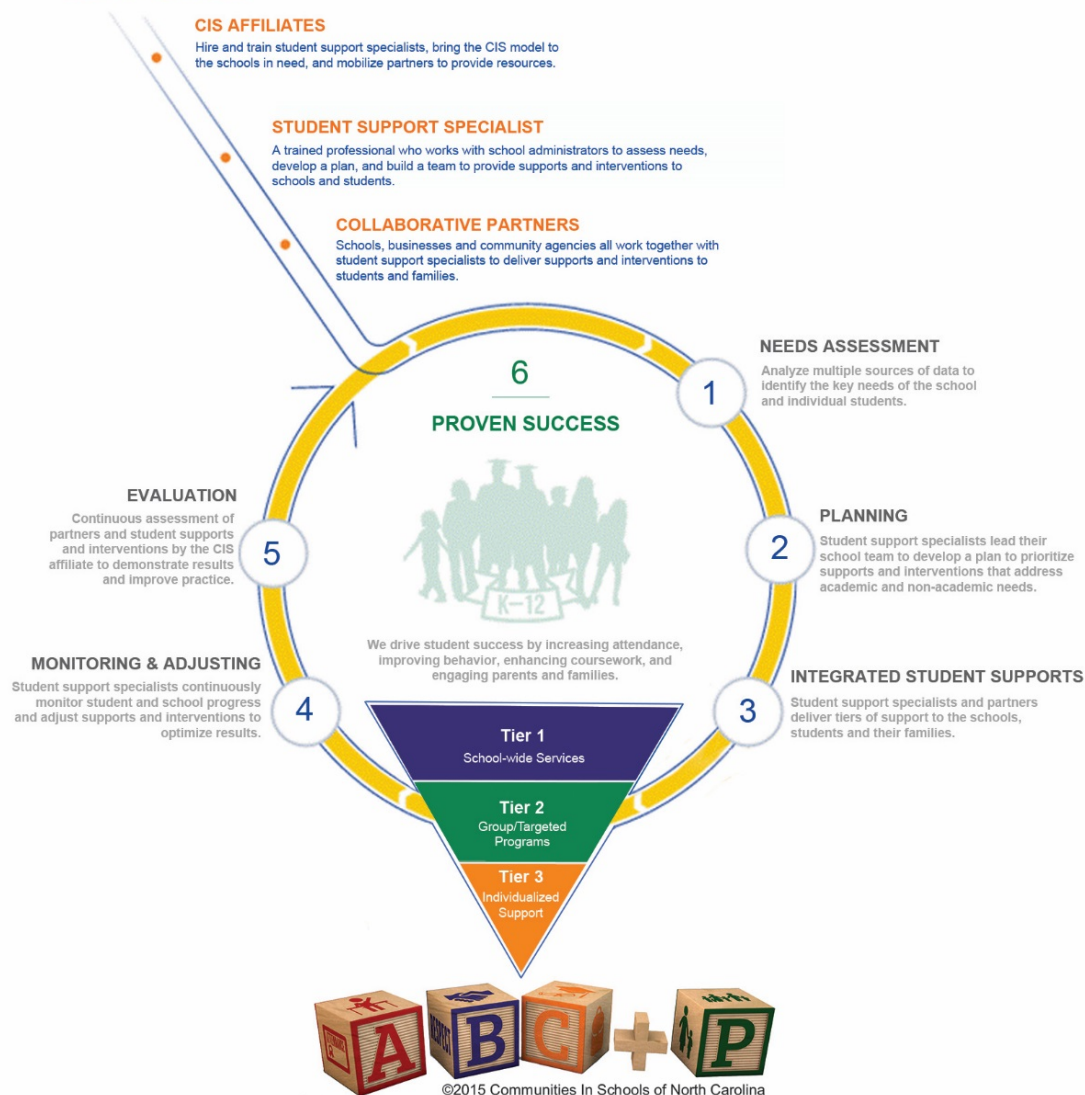 CIS AFFILIATES
Hire and train student support specialists, bring the CIS model to
the schools in need, and mobilize partners to provide resources.
STUDENT SUPPORT SPECIALIST
A trained professional who works with school administrators to assess needs,
develop a plan, and build a team to provide supports and interventions to
schools and students.
COLLABORATIVE PARTNERS
Schools, businesses and community agencies all work together with
student support specialists to deliver supports and interventions to
students and families.
1
NEEDS ASSESSMENT
Analyze multiple sources of data to
identify the key needs of the school
and individual students.
2
PLANNING
Student support specialists lead their
school team to develop a plan to prioritize
supports and interventions that address
academic and non-academic needs.
3
INTEGRATED STUDENT SUPPORTS
Student support specialists and partners
deliver tiers of support to the schools,
students and their families.
4
MONITORING & ADJUSTING
Student support specialists continuously
monitor student and school progress
and adjust supports and interventions to
optimize results.
5
EVALUATION
Continuous assessment of
partners and student supports
and interventions by the CIS
affiliate to demonstrate results
and improve practice.
6
PROVEN SUCCESS
K-12
We drive student success by increasing attendance,
improving behavior, enhancing coursework, and
engaging parents and families.
Tier 1
School-wide Services
Tier 2
Group/Targeted
Programs
Tier 3
Individualized
Support
A RESPECT B C + P
©2015 Communities In Schools of North Carolina